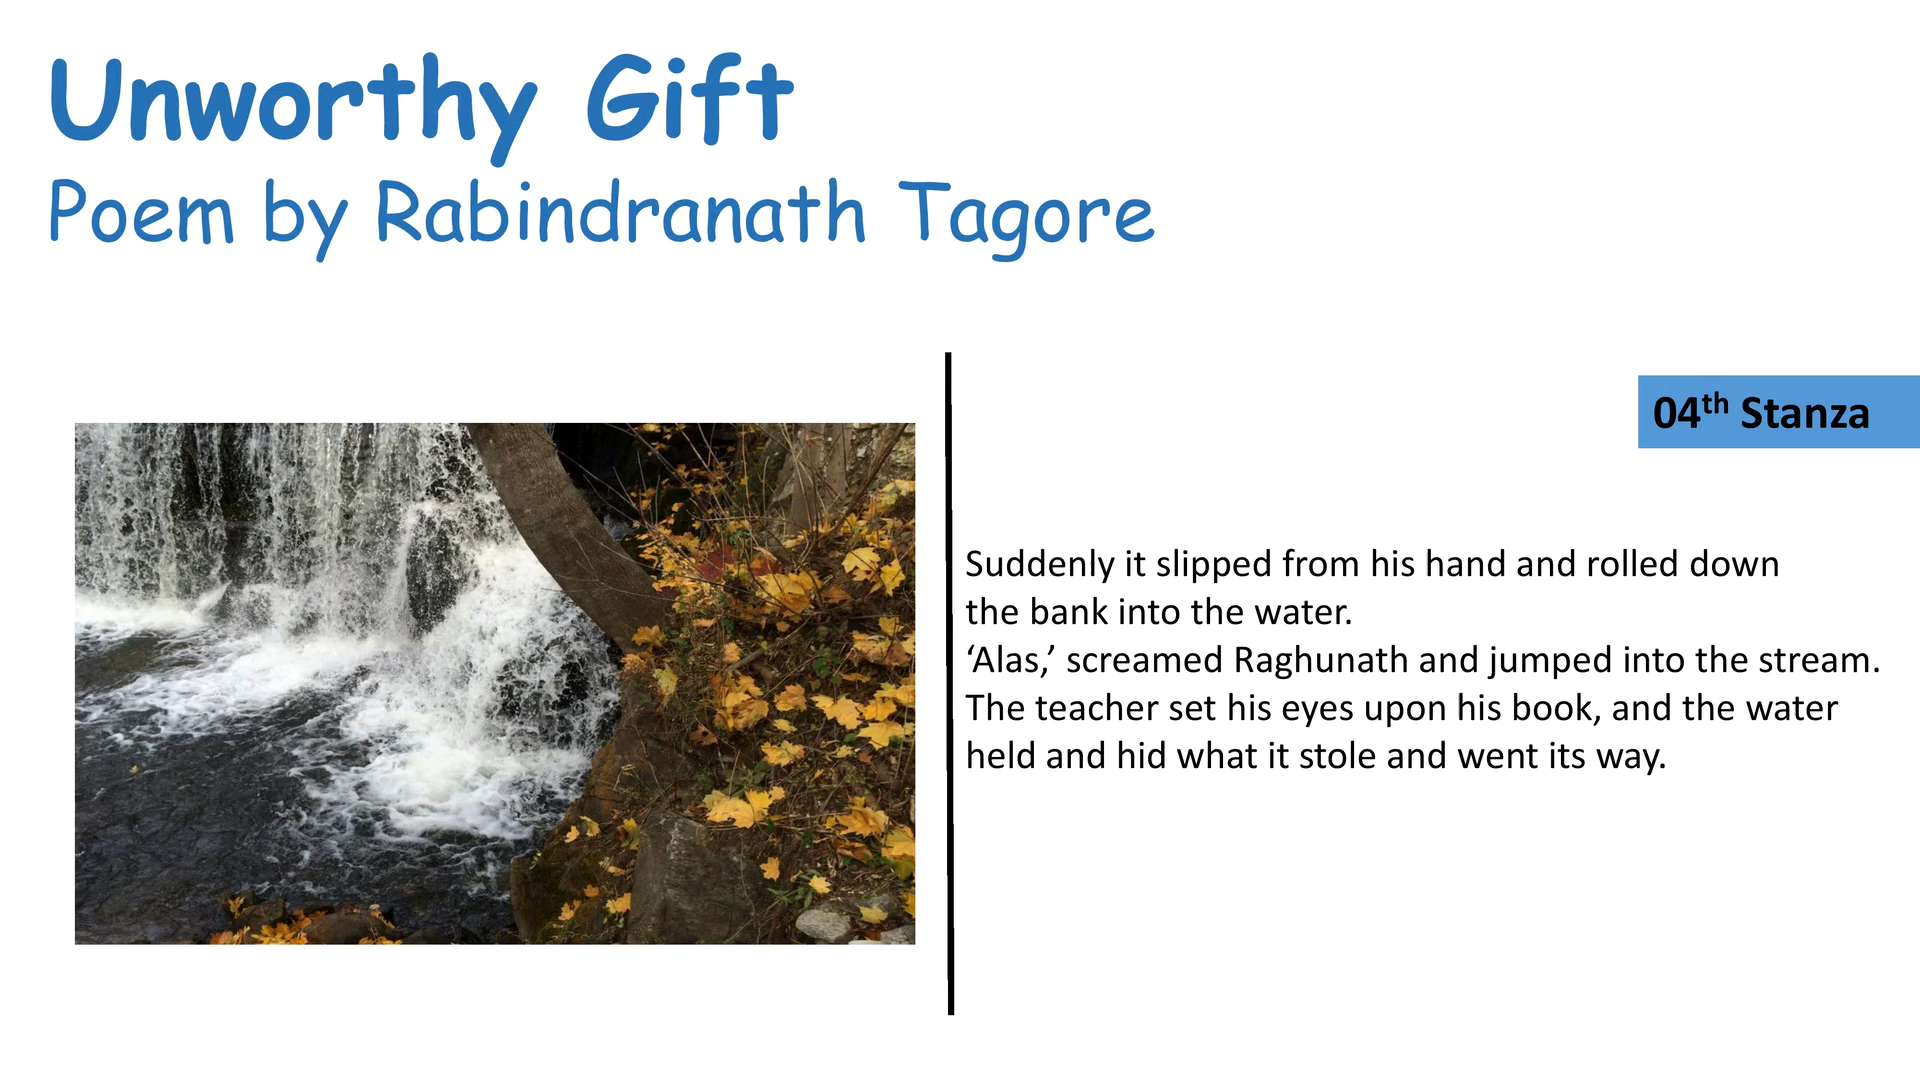 Unworthy Gift
Poem by Rabindranath Tagore
04th Stanza
Suddenly it slipped from his hand and rolled down
the bank into the water.
‘Alas,’ screamed Raghunath and jumped into the stream.
The teacher set his eyes upon his book, and the water
held and hid what it stole and went its way.